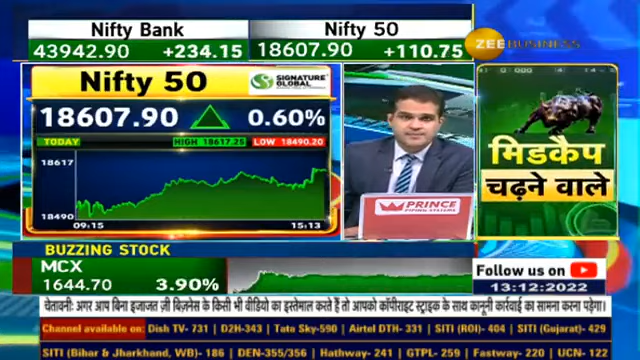 Nifty Bank
43942.90 +234.15
Nifty 50
18607.90 +110.75
ZEE BUSINESS
Nifty 50
SIGNATURE GLOBAL
18607.90 0.60%
TODAY HIGH 18617.25 LOW 18490.20
18617
18490
09:15 15:13
PRINCE
PIPING SYSTEMS
मिडकैप
चढ़ने वाले
BUZZING STOCK
MCX
1644.70 3.90%
Follow us on
13:12:2022
चेतावनी: अगर आप बिना इजाजत ज़ी बिज़नेस के किसी भी वीडियो का इस्तेमाल करते हैं तो आपको कॉपीराइट स्ट्राइक के साथ कानूनी कार्रवाई का सामना करना पड़ेगा।
Channel available on: Dish TV- 731 | D2H-343 | Tata Sky-590 | Airtel DTH- 331 | SITI (ROI) - 404 | SITI (Gujarat) - 429
SITI (Bihar & Jharkhand, WB)- 186 | DEN-355/356 | Hathway- 241 | GTPL- 259 | Fastway- 220 | UCN- 122